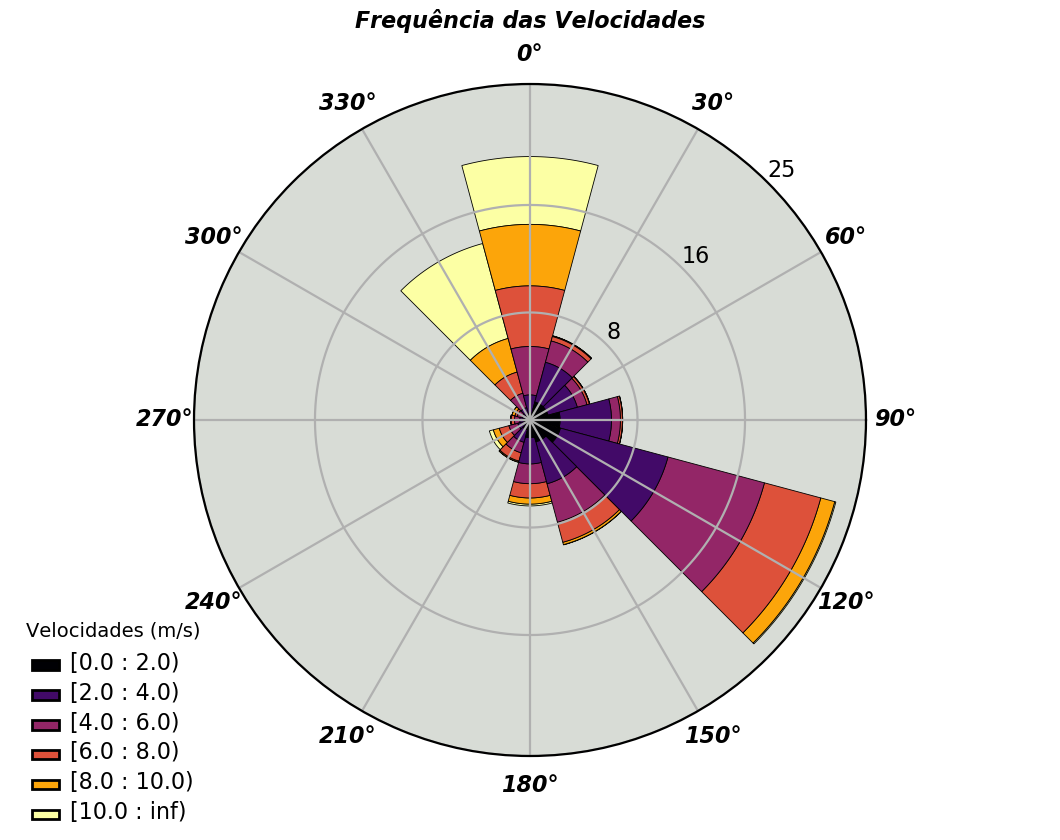 Frequência das Velocidades
0°
330°
30°
25
300°
60°
16
8
270°
90°
240°
120°
210°
150°
180°
Velocidades (m/s)
[0.0 : 2.0)
[2.0 : 4.0)
[4.0 : 6.0)
[6.0 : 8.0)
[8.0 : 10.0)
[10.0 : inf)